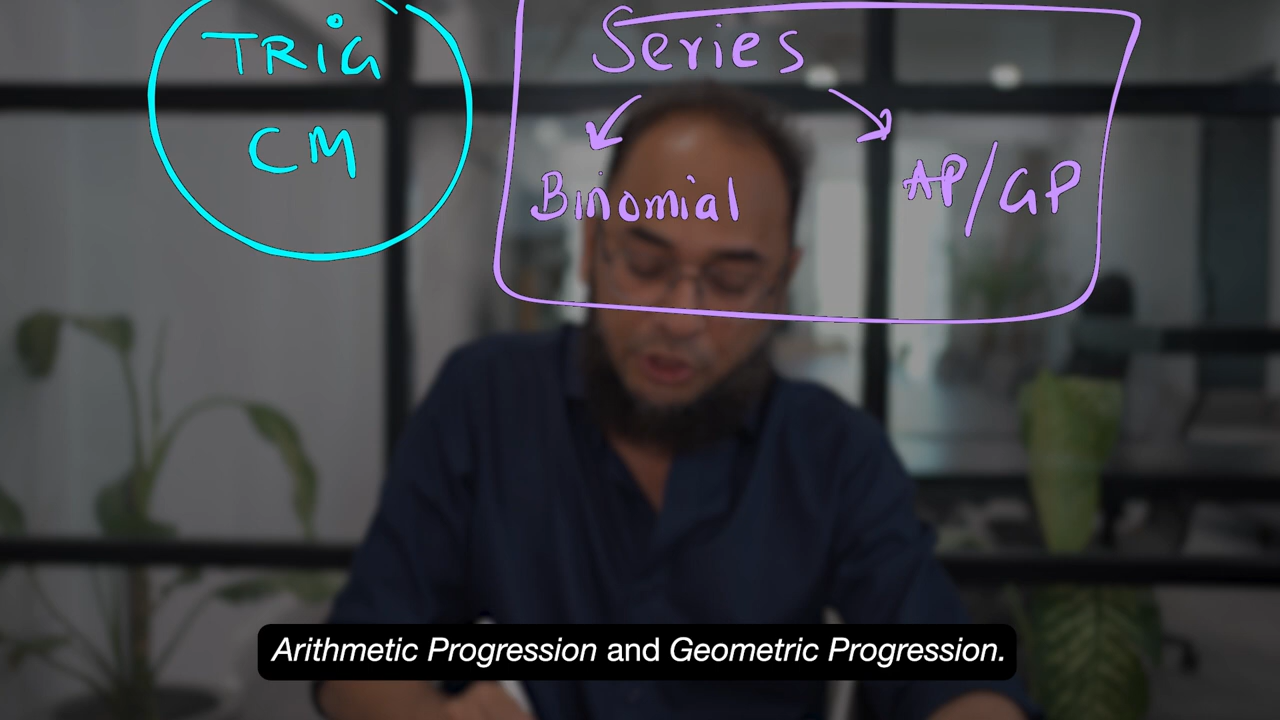 TRIG
CM
Series
Binomial
AP/GP
Arithmetic Progression and Geometric Progression.